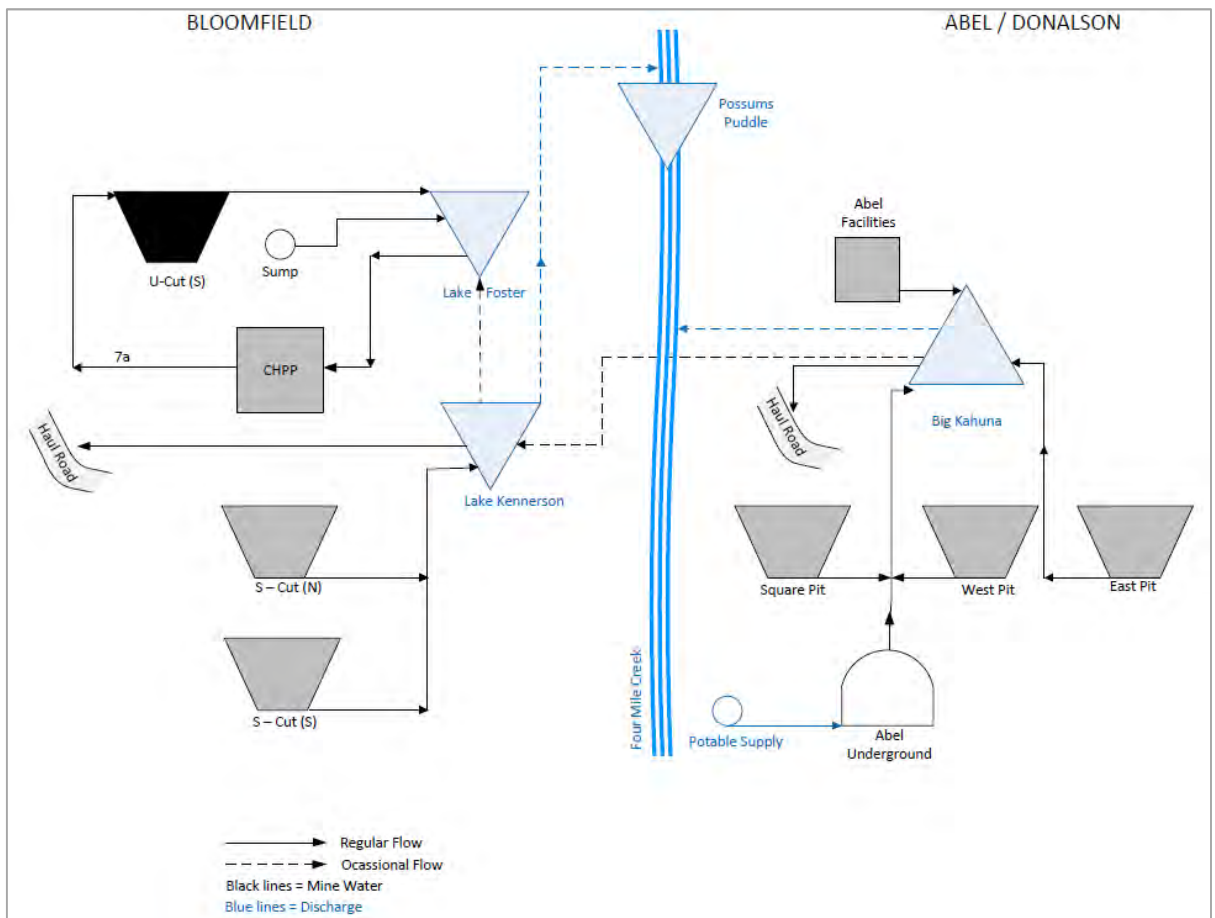 BLOOMFIELD
ABEL / DONALSON
Possums
Puddle
Abel
Facilities
Sump
U-Cut (S)
Lake Foster
7a
CHPP
Haul Road
Big Kahuna
Haul Road
Lake Kennerson
S – Cut (N)
Square Pit
West Pit
East Pit
S – Cut (S)
Four Mile Creek
Potable Supply
Abel
Underground
Regular Flow
Ocassional Flow
Black lines = Mine Water
Blue lines = Discharge